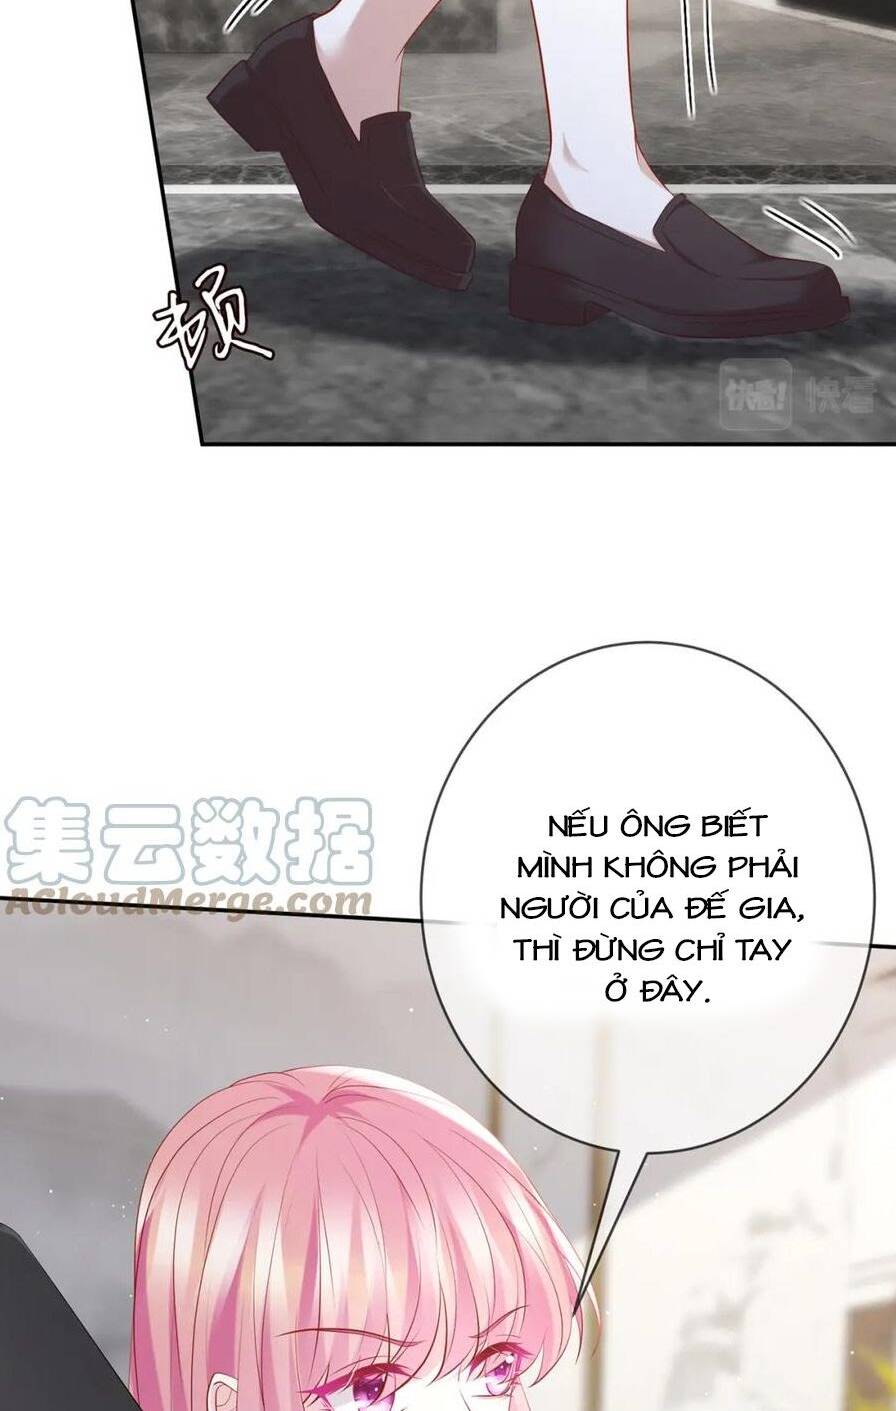 顿
快看!
快看
集云数据
ACloudMerge.com
NẾU ÔNG BIẾT
MÌNH KHÔNG PHẢI
NGƯỜI CỦA ĐẾ GIA,
THÌ ĐỪNG CHỈ TAY
Ở ĐÂY.